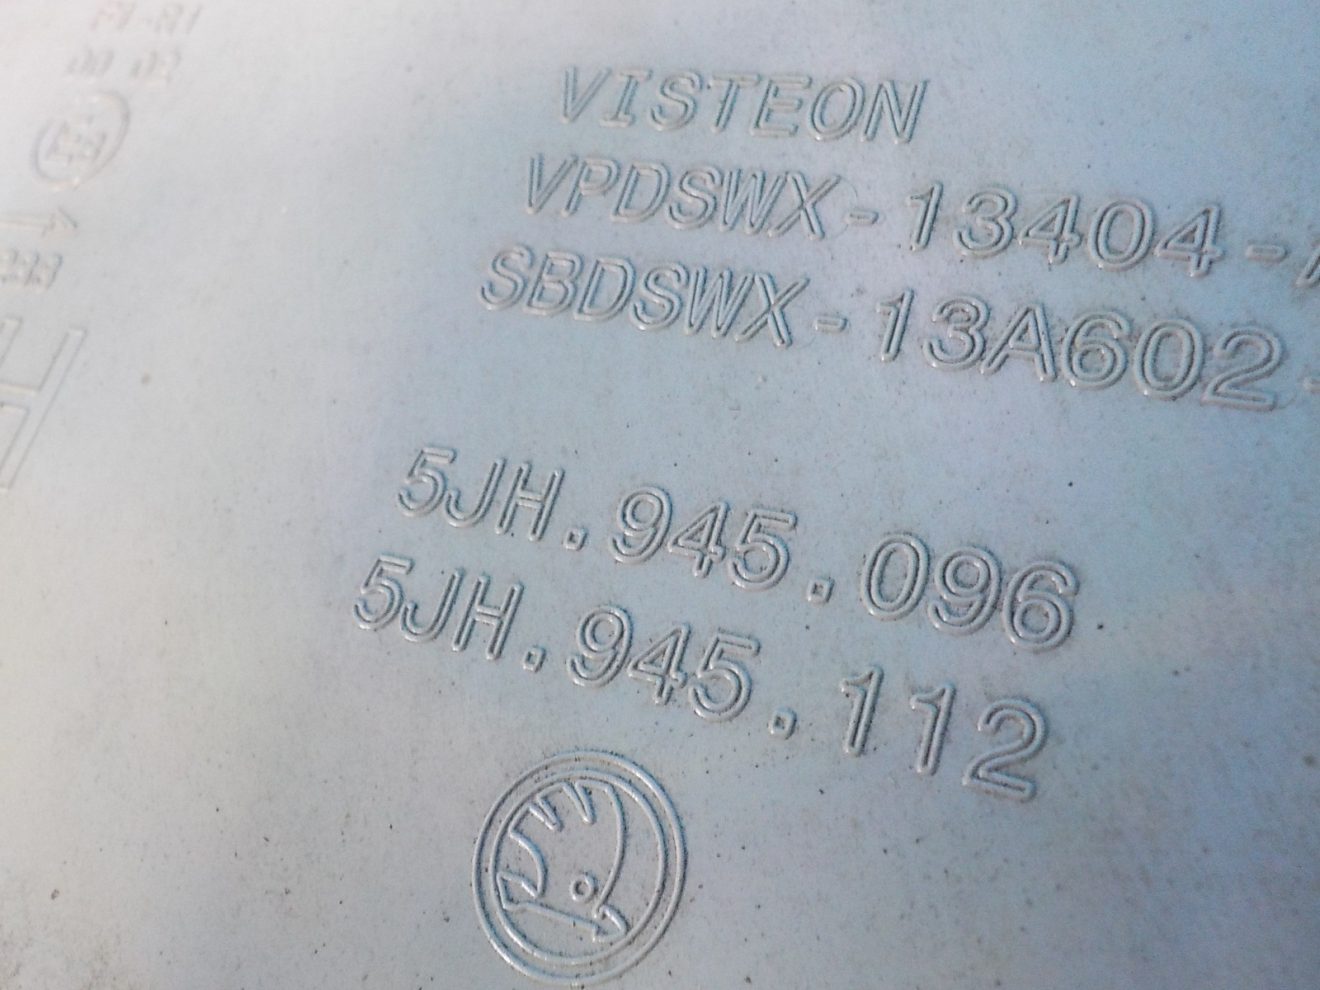 VISTEON
VPDSWX-13404-
SBDSWX-13A602-
5JH.945.096
5JH.945.112